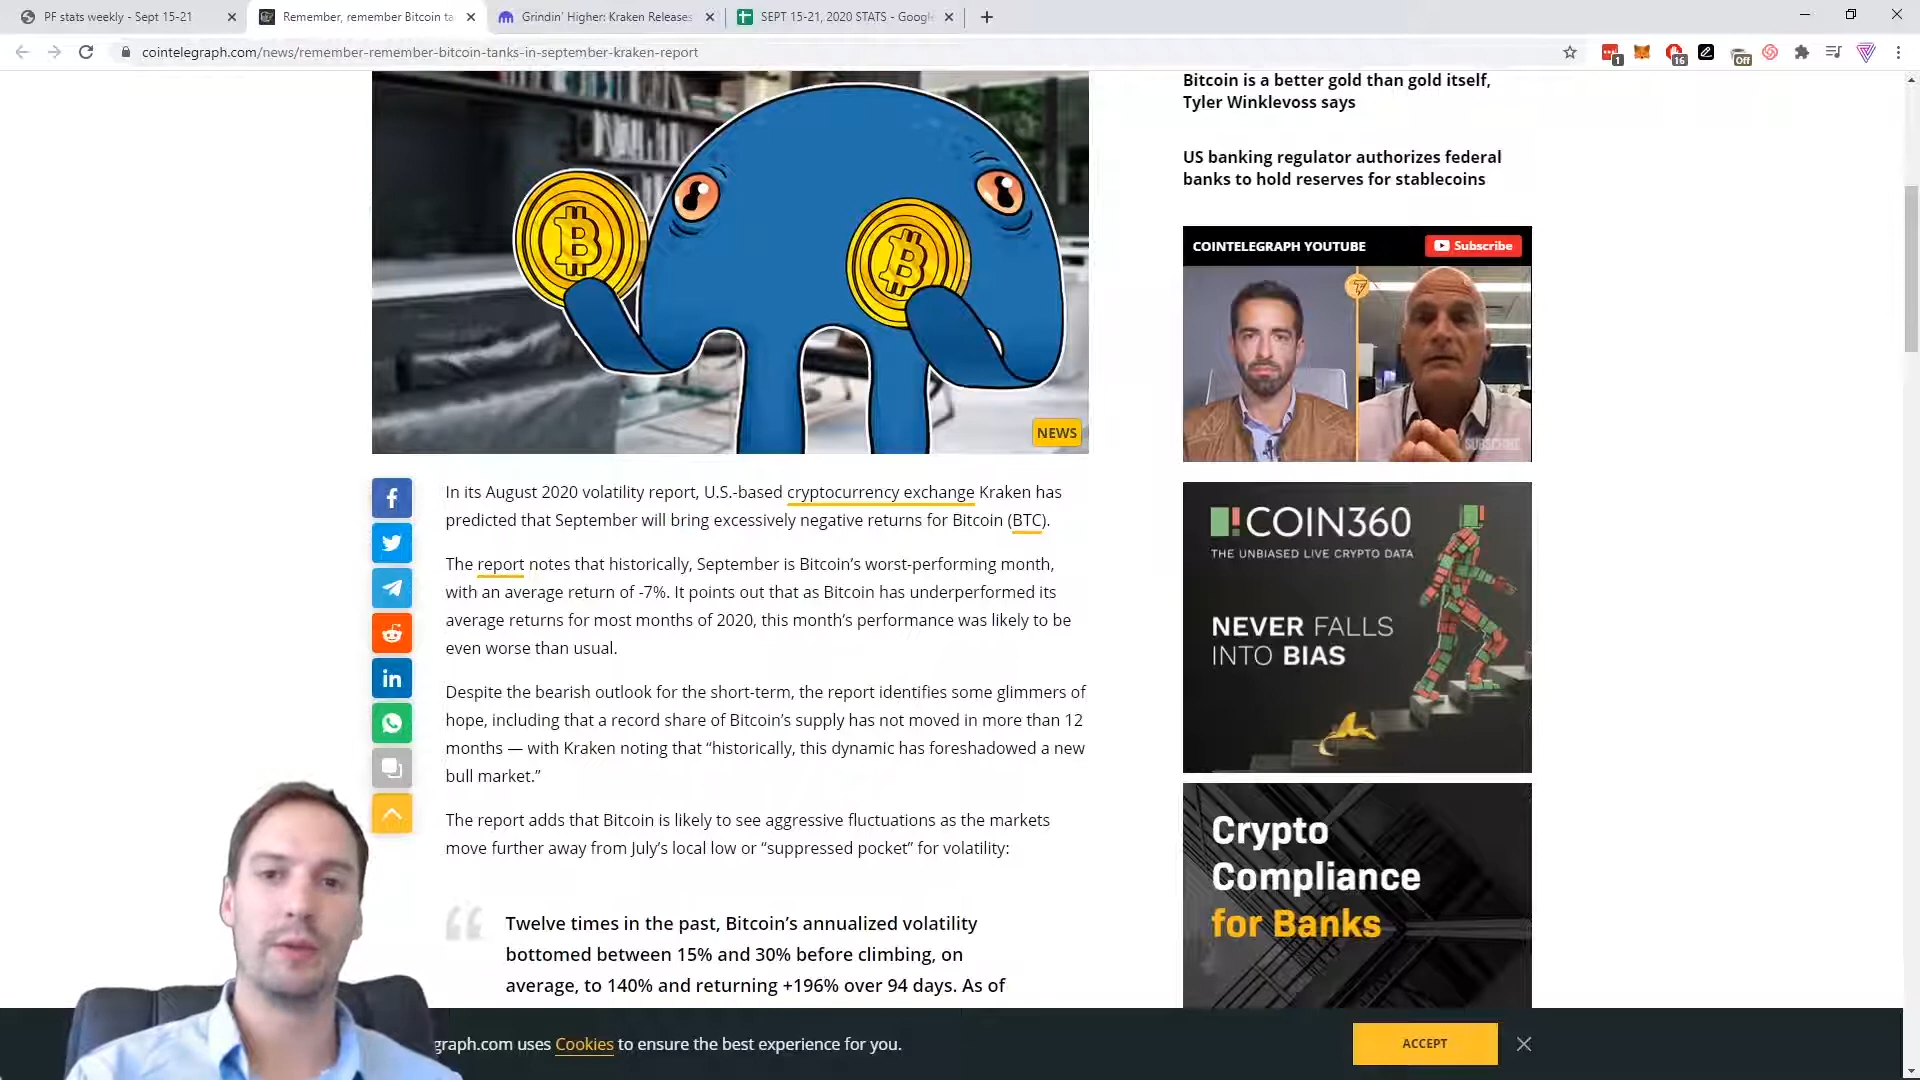 PF stats weekly - Sept 15-21
Remember, remember Bitcoin ta
Grindin' Higher: Kraken Releases
SEPT 15-21, 2020 STATS - Googl
cointelegraph.com/news/remember-remember-bitcoin-tanks-in-september-kraken-report
1
16
Off
Bitcoin is a better gold than gold itself,
Tyler Winklevoss says
US banking regulator authorizes federal
banks to hold reserves for stablecoins
COINTELEGRAPH YOUTUBE
Subscribe
SUBSCRIBE
NEWS
In its August 2020 volatility report, U.S.-based cryptocurrency exchange Kraken has
predicted that September will bring excessively negative returns for Bitcoin (BTC).
The report notes that historically, September is Bitcoin's worst-performing month,
with an average return of -7%. It points out that as Bitcoin has underperformed its
average returns for most months of 2020, this month's performance was likely to be
even worse than usual.
Despite the bearish outlook for the short-term, the report identifies some glimmers of
hope, including that a record share of Bitcoin's supply has not moved in more than 12
months — with Kraken noting that “historically, this dynamic has foreshadowed a new
bull market.”
The report adds that Bitcoin is likely to see aggressive fluctuations as the markets
move further away from July's local low or “suppressed pocket” for volatility:
Twelve times in the past, Bitcoin's annualized volatility
bottomed between 15% and 30% before climbing, on
average, to 140% and returning +196% over 94 days. As of
COIN360
THE UNBIASED LIVE CRYPTO DATA
NEVER FALLS
INTO BIAS
Crypto
Compliance
for Banks
graph.com uses Cookies to ensure the best experience for you.
ACCEPT